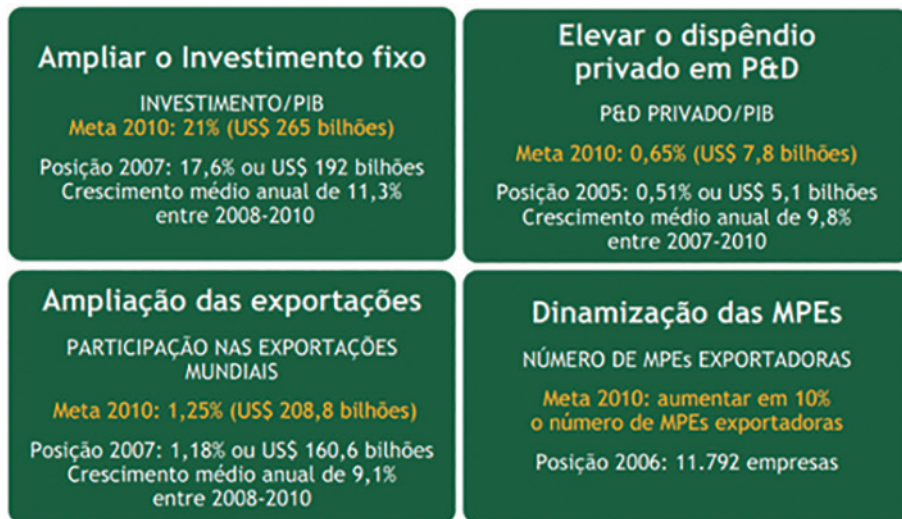 Ampliar o Investimento fixo
INVESTIMENTO/PIB
Meta 2010: 21% (US$ 265 bilhões)
Posição 2007: 17,6% ou US$ 192 bilhões
Crescimento médio anual de 11,3%
entre 2008-2010
Elevar o dispêndio
privado em P&D
P&D PRIVADO/PIB
Meta 2010: 0,65% (US$ 7,8 bilhões)
Posição 2005: 0,51% ou US$ 5,1 bilhões
Crescimento médio anual de 9,8%
entre 2007-2010
Ampliação das exportações
PARTICIPAÇÃO NAS EXPORTAÇÕES
MUNDIAIS
Meta 2010: 1,25% (US$ 208,8 bilhões)
Posição 2007: 1,18% ou US$ 160,6 bilhões
Crescimento médio anual de 9,1%
entre 2008-2010
Dinamização das MPEs
NÚMERO DE MPEs EXPORTADORAS
Meta 2010: aumentar em 10%
o número de MPEs exportadoras
Posição 2006: 11.792 empresas